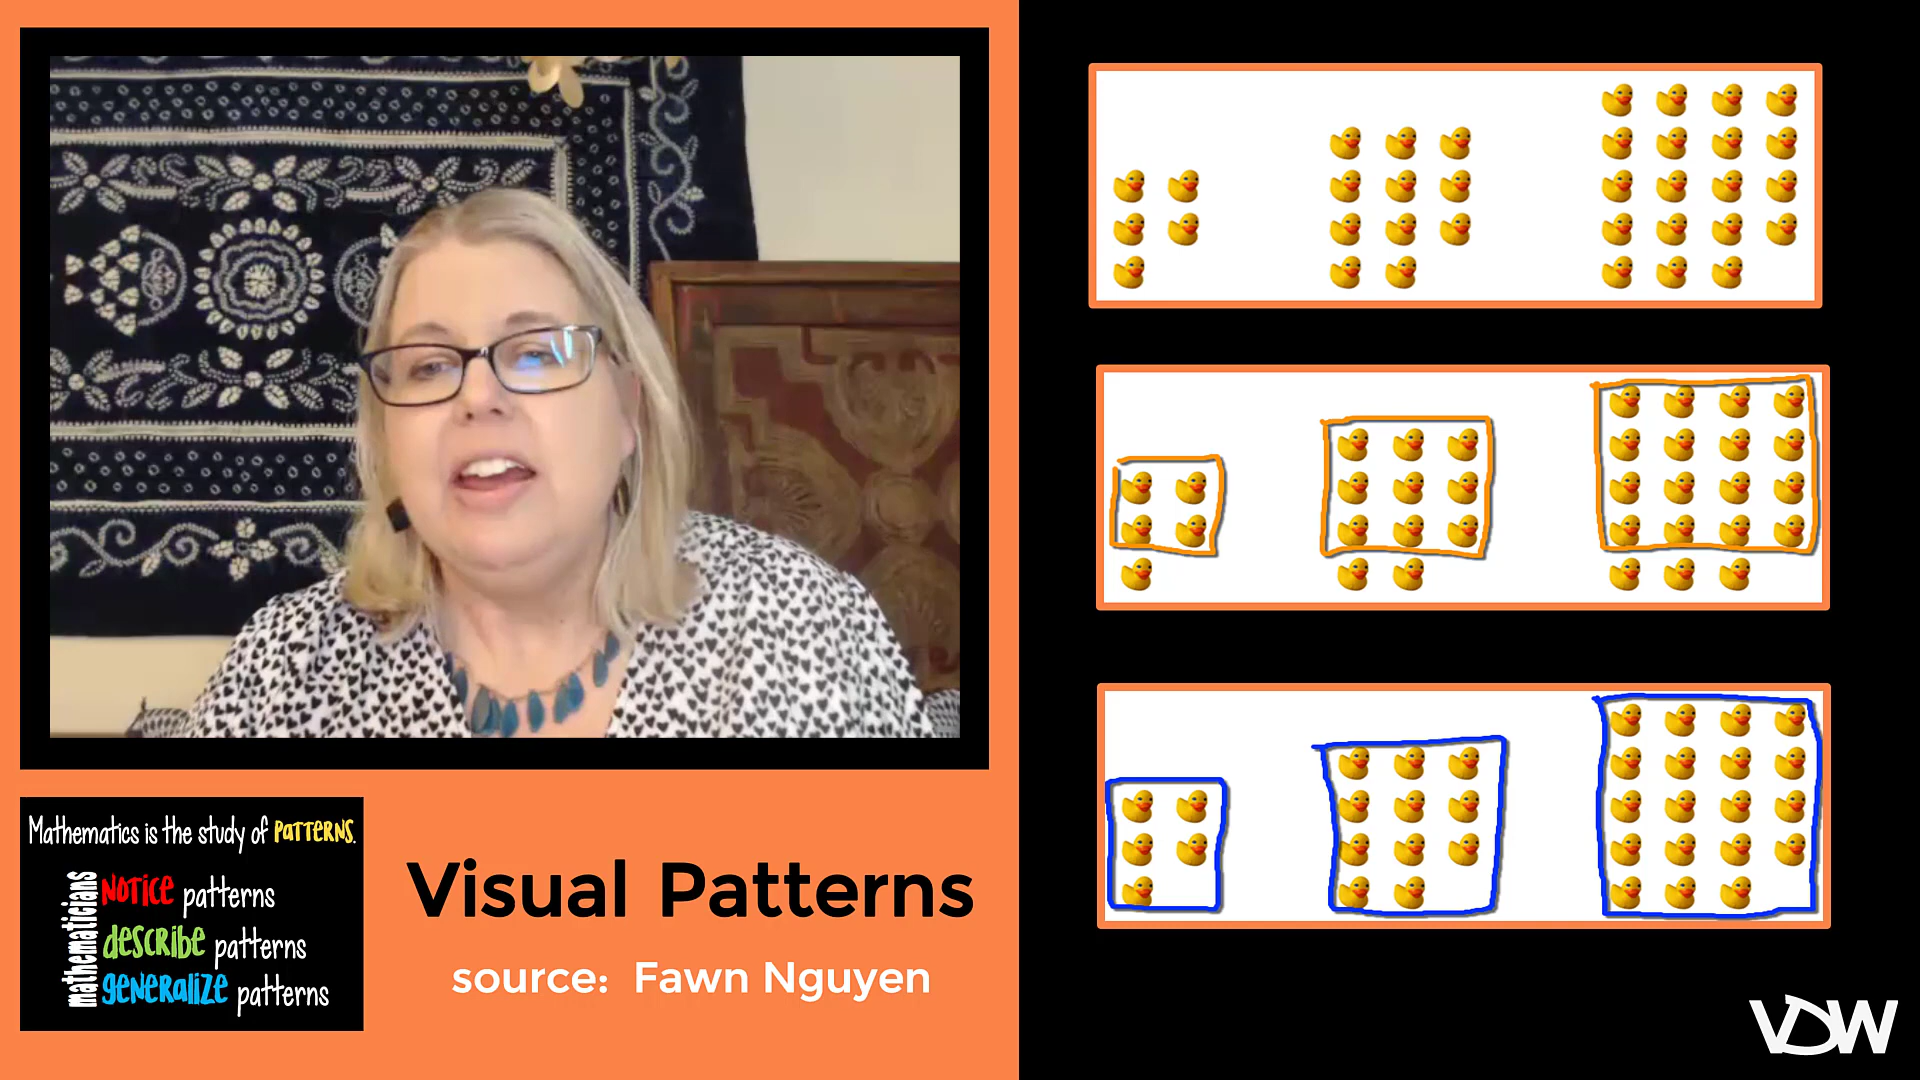 Mathematics is the study of PATTERNS.
mathematicians
NOTICE patterns
describe patterns
generalize patterns
Visual Patterns
source: Fawn Nguyen
VDW